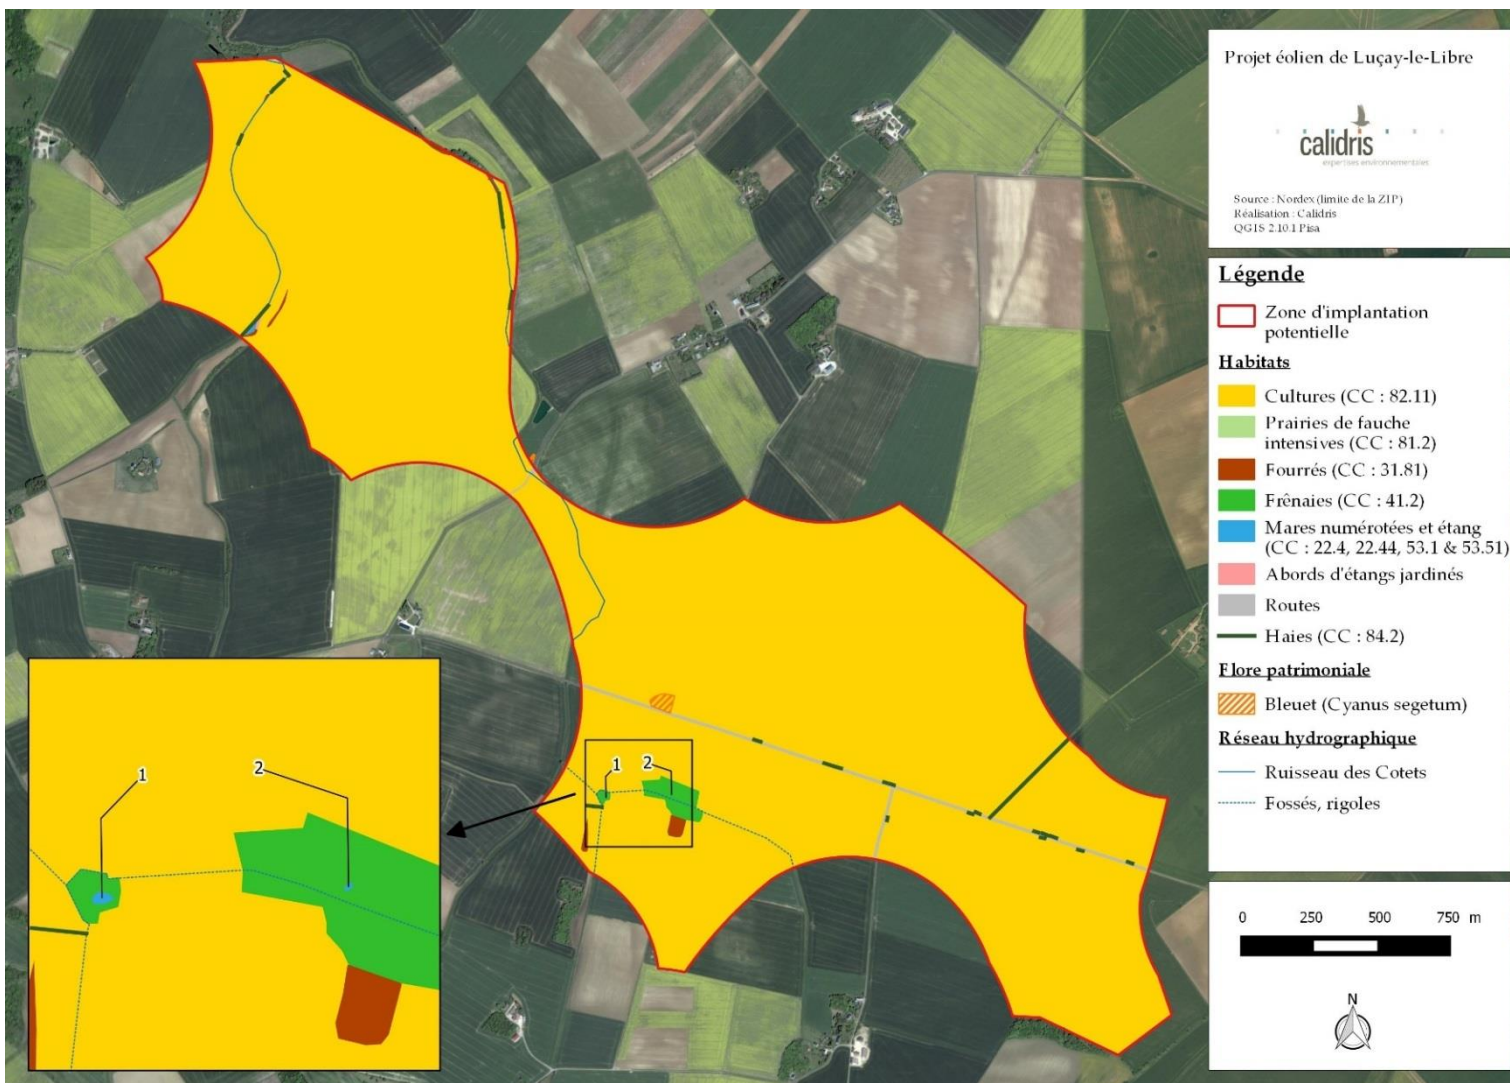 Projet éolien de Luçay-le-Libre
calidris
expertises environnementales
Source : Nordex (limite de la ZIP)
Réalisation : Calidris
QGIS 2.10.1 Pisa
Légende
Zone d'implantation
potentielle
Habitats
Cultures (CC : 82.11)
Prairies de fauche
intensives (CC : 81.2)
Fourrés (CC : 31.81)
Frênaies (CC : 41.2)
Mares numérotées et étang
(CC : 22.4, 22.44, 53.1 & 53.51)
Abords d'étangs jardinés
Routes
Haies (CC : 84.2)
Flore patrimoniale
Bleuet (Cyanus segetum)
Réseau hydrographique
Ruisseau des Cotets
Fossés, rigoles
1 2
1 2
0 250 500 750 m
N